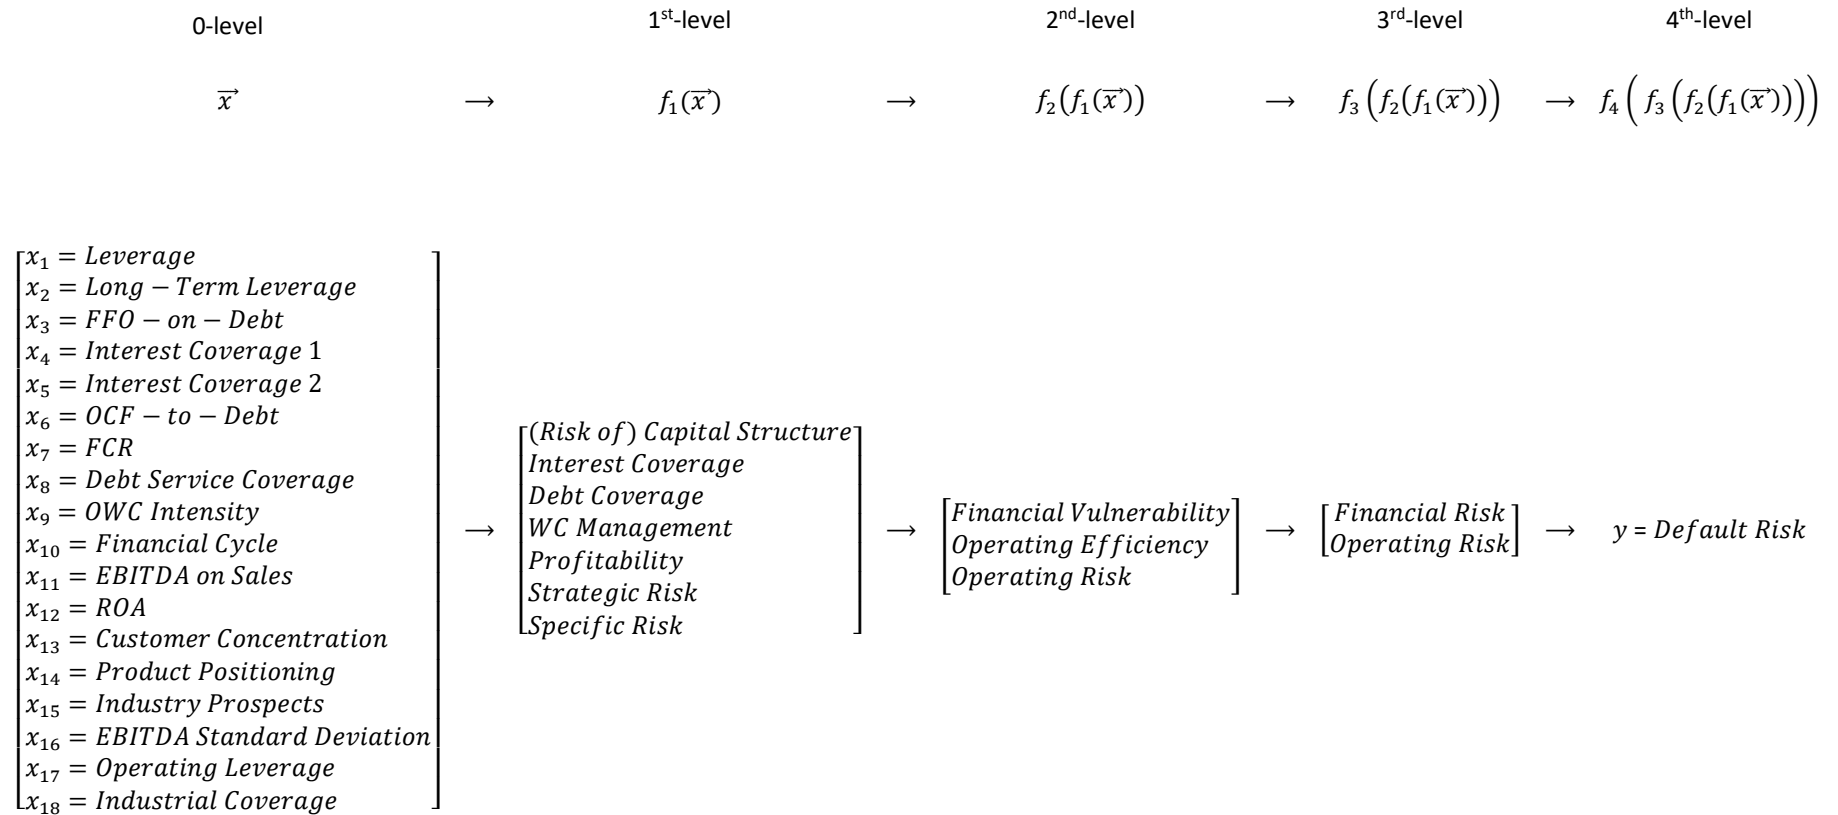 0-level 1st-level 2nd-level 3rd-level 4th-level
x⃗ → f₁(x⃗) → f₂(f₁(x⃗)) → f₃(f₂(f₁(x⃗))) → f₄(f₃(f₂(f₁(x⃗))))
x₁ = Leverage
x₂ = Long − Term Leverage
x₃ = FFO − on − Debt
x₄ = Interest Coverage 1
x₅ = Interest Coverage 2
x₆ = OCF − to − Debt
x₇ = FCR
x₈ = Debt Service Coverage
x₉ = OWC Intensity
x₁₀ = Financial Cycle
x₁₁ = EBITDA on Sales
x₁₂ = ROA
x₁₃ = Customer Concentration
x₁₄ = Product Positioning
x₁₅ = Industry Prospects
x₁₆ = EBITDA Standard Deviation
x₁₇ = Operating Leverage
x₁₈ = Industrial Coverage
→
(Risk of) Capital Structure
Interest Coverage
Debt Coverage
WC Management
Profitability
Strategic Risk
Specific Risk
→
Financial Vulnerability
Operating Efficiency
Operating Risk
→
Financial Risk
Operating Risk
→
y = Default Risk